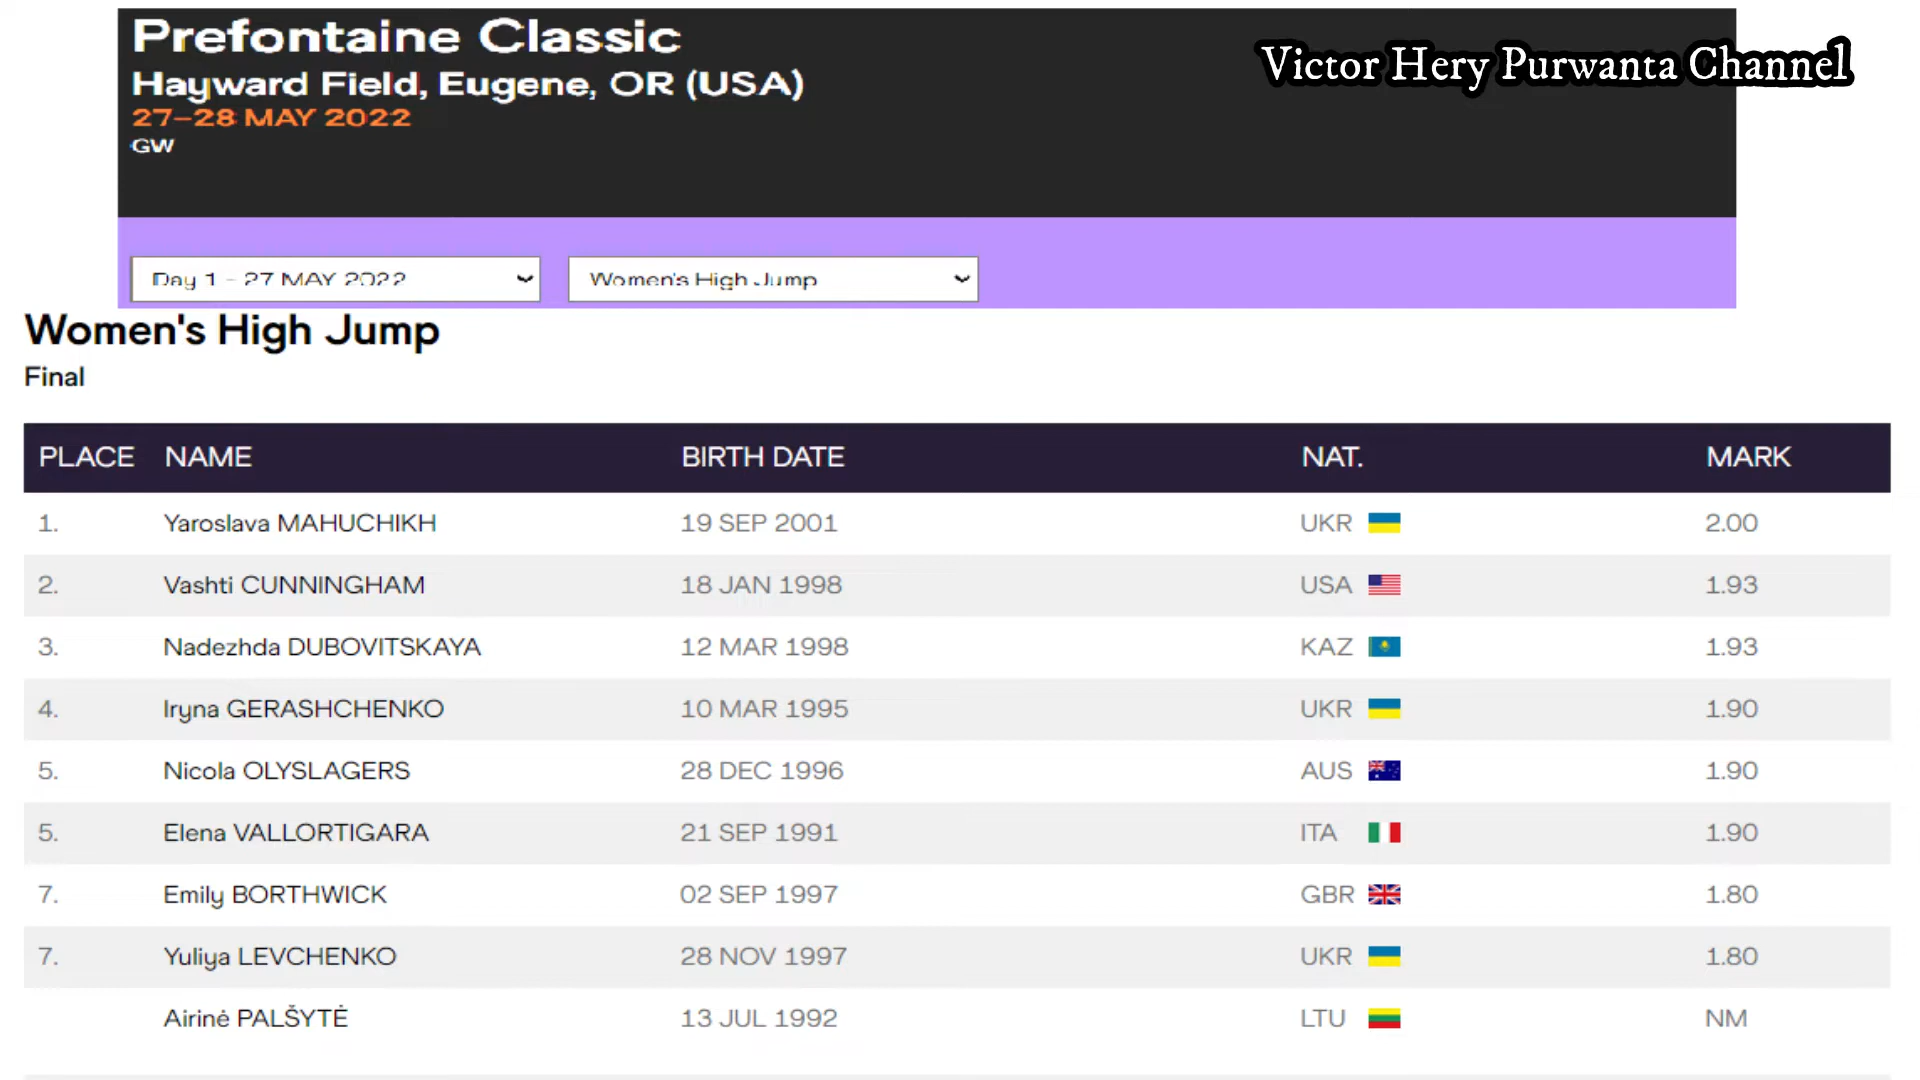 Prefontaine Classic
Victor Hery Purwanta Channel
Hayward Field, Eugene, OR (USA)
27–28 MAY 2022
GW
Day 1 - 27 MAY 2022 Women's High Jump
Women's High Jump
Final
PLACE NAME BIRTH DATE NAT. MARK
1. Yaroslava MAHUCHIKH 19 SEP 2001 UKR 2.00
2. Vashti CUNNINGHAM 18 JAN 1998 USA 1.93
3. Nadezhda DUBOVITSKAYA 12 MAR 1998 KAZ 1.93
4. Iryna GERASHCHENKO 10 MAR 1995 UKR 1.90
5. Nicola OLYSLAGERS 28 DEC 1996 AUS 1.90
5. Elena VALLORTIGARA 21 SEP 1991 ITA 1.90
7. Emily BORTHWICK 02 SEP 1997 GBR 1.80
7. Yuliya LEVCHENKO 28 NOV 1997 UKR 1.80
Airinė PALŠYTĖ 13 JUL 1992 LTU NM